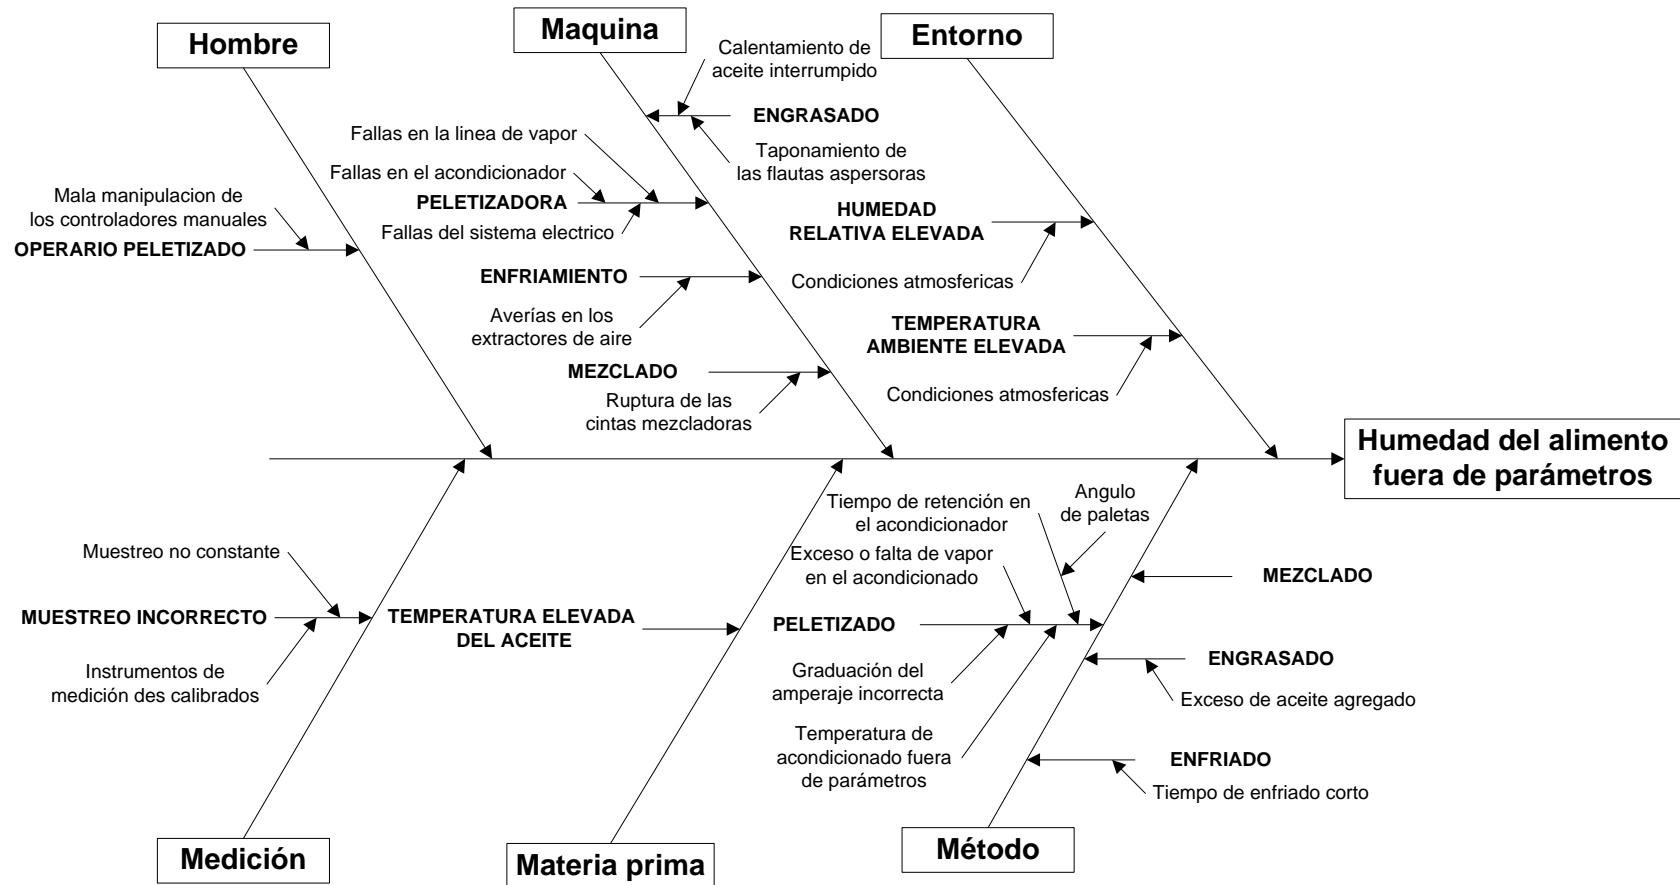 Hombre
Maquina
Entorno
Calentamiento de
aceite interrumpido
ENGRASADO
Taponamiento de
las flautas aspersoras
Fallas en la linea de vapor
Fallas en el acondicionador
PELETIZADORA
Fallas del sistema electrico
Mala manipulacion de
los controladores manuales
OPERARIO PELETIZADO
HUMEDAD
RELATIVA ELEVADA
Condiciones atmosfericas
ENFRIAMIENTO
Averías en los
extractores de aire
TEMPERATURA
AMBIENTE ELEVADA
Condiciones atmosfericas
MEZCLADO
Ruptura de las
cintas mezcladoras
Humedad del alimento
fuera de parámetros
Muestreo no constante
MUESTREO INCORRECTO
Instrumentos de
medición des calibrados
TEMPERATURA ELEVADA
DEL ACEITE
Tiempo de retención en
el acondicionador
Angulo
de paletas
Exceso o falta de vapor
en el acondicionado
MEZCLADO
PELETIZADO
Graduación del
amperaje incorrecta
ENGRASADO
Exceso de aceite agregado
Temperatura de
acondicionado fuera
de parámetros
ENFRIADO
Tiempo de enfriado corto
Medición
Materia prima
Método